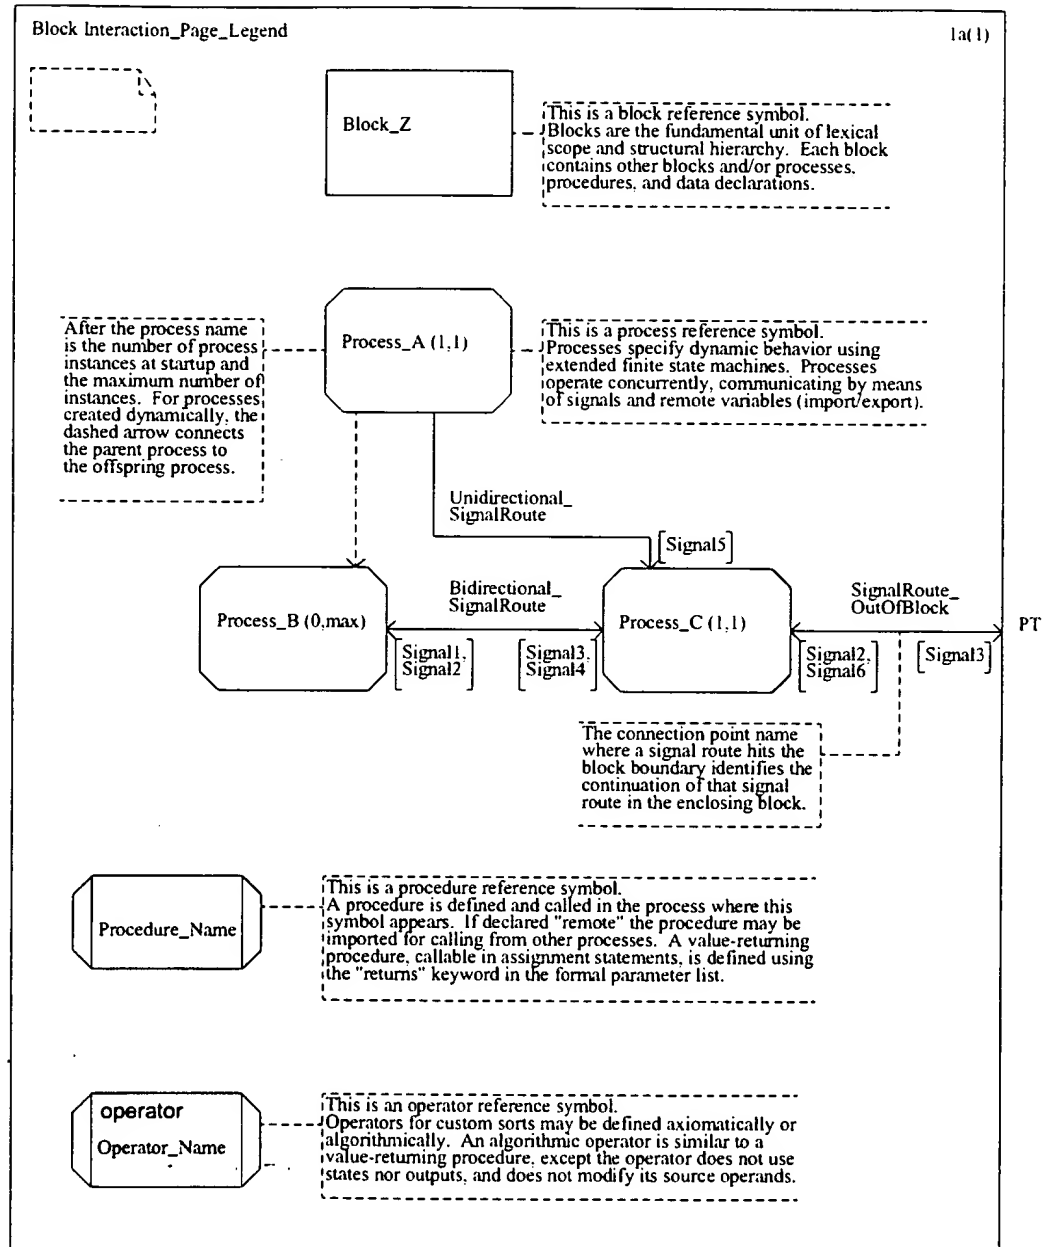 Block Interaction_Page_Legend
1a(1)
Block_Z
This is a block reference symbol.
Blocks are the fundamental unit of lexical
scope and structural hierarchy. Each block
contains other blocks and/or processes,
procedures, and data declarations.
After the process name
is the number of process
instances at startup and
the maximum number of
instances. For processes
created dynamically, the
dashed arrow connects
the parent process to
the offspring process.
Process_A (1,1)
This is a process reference symbol.
Processes specify dynamic behavior using
extended finite state machines. Processes
operate concurrently, communicating by means
of signals and remote variables (import/export).
Unidirectional_
SignalRoute
[Signal5]
Process_B (0,max)
Bidirectional_
SignalRoute
[Signal1,
Signal2]
[Signal3,
Signal4]
Process_C (1,1)
SignalRoute_
OutOfBlock
[Signal2,
Signal6]
[Signal3]
PT
The connection point name
where a signal route hits the
block boundary identifies the
continuation of that signal
route in the enclosing block.
Procedure_Name
This is a procedure reference symbol.
A procedure is defined and called in the process where this
symbol appears. If declared "remote" the procedure may be
imported for calling from other processes. A value-returning
procedure, callable in assignment statements, is defined using
the "returns" keyword in the formal parameter list.
operator
Operator_Name
This is an operator reference symbol.
Operators for custom sorts may be defined axiomatically or
algorithmically. An algorithmic operator is similar to a
value-returning procedure, except the operator does not use
states nor outputs, and does not modify its source operands.